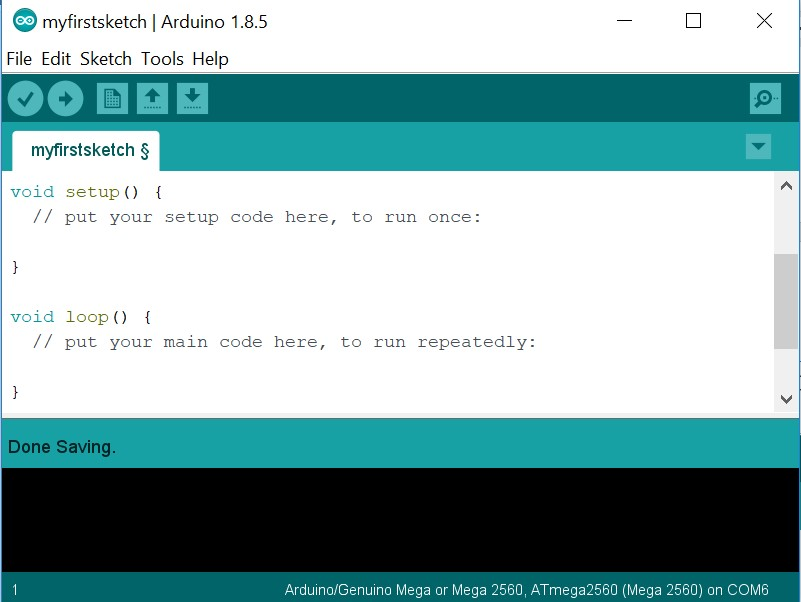 myfirstsketch | Arduino 1.8.5
File Edit Sketch Tools Help
myfirstsketch §
void setup() {
  // put your setup code here, to run once:
}
void loop() {
  // put your main code here, to run repeatedly:
}
Done Saving.
1 Arduino/Genuino Mega or Mega 2560, ATmega2560 (Mega 2560) on COM6